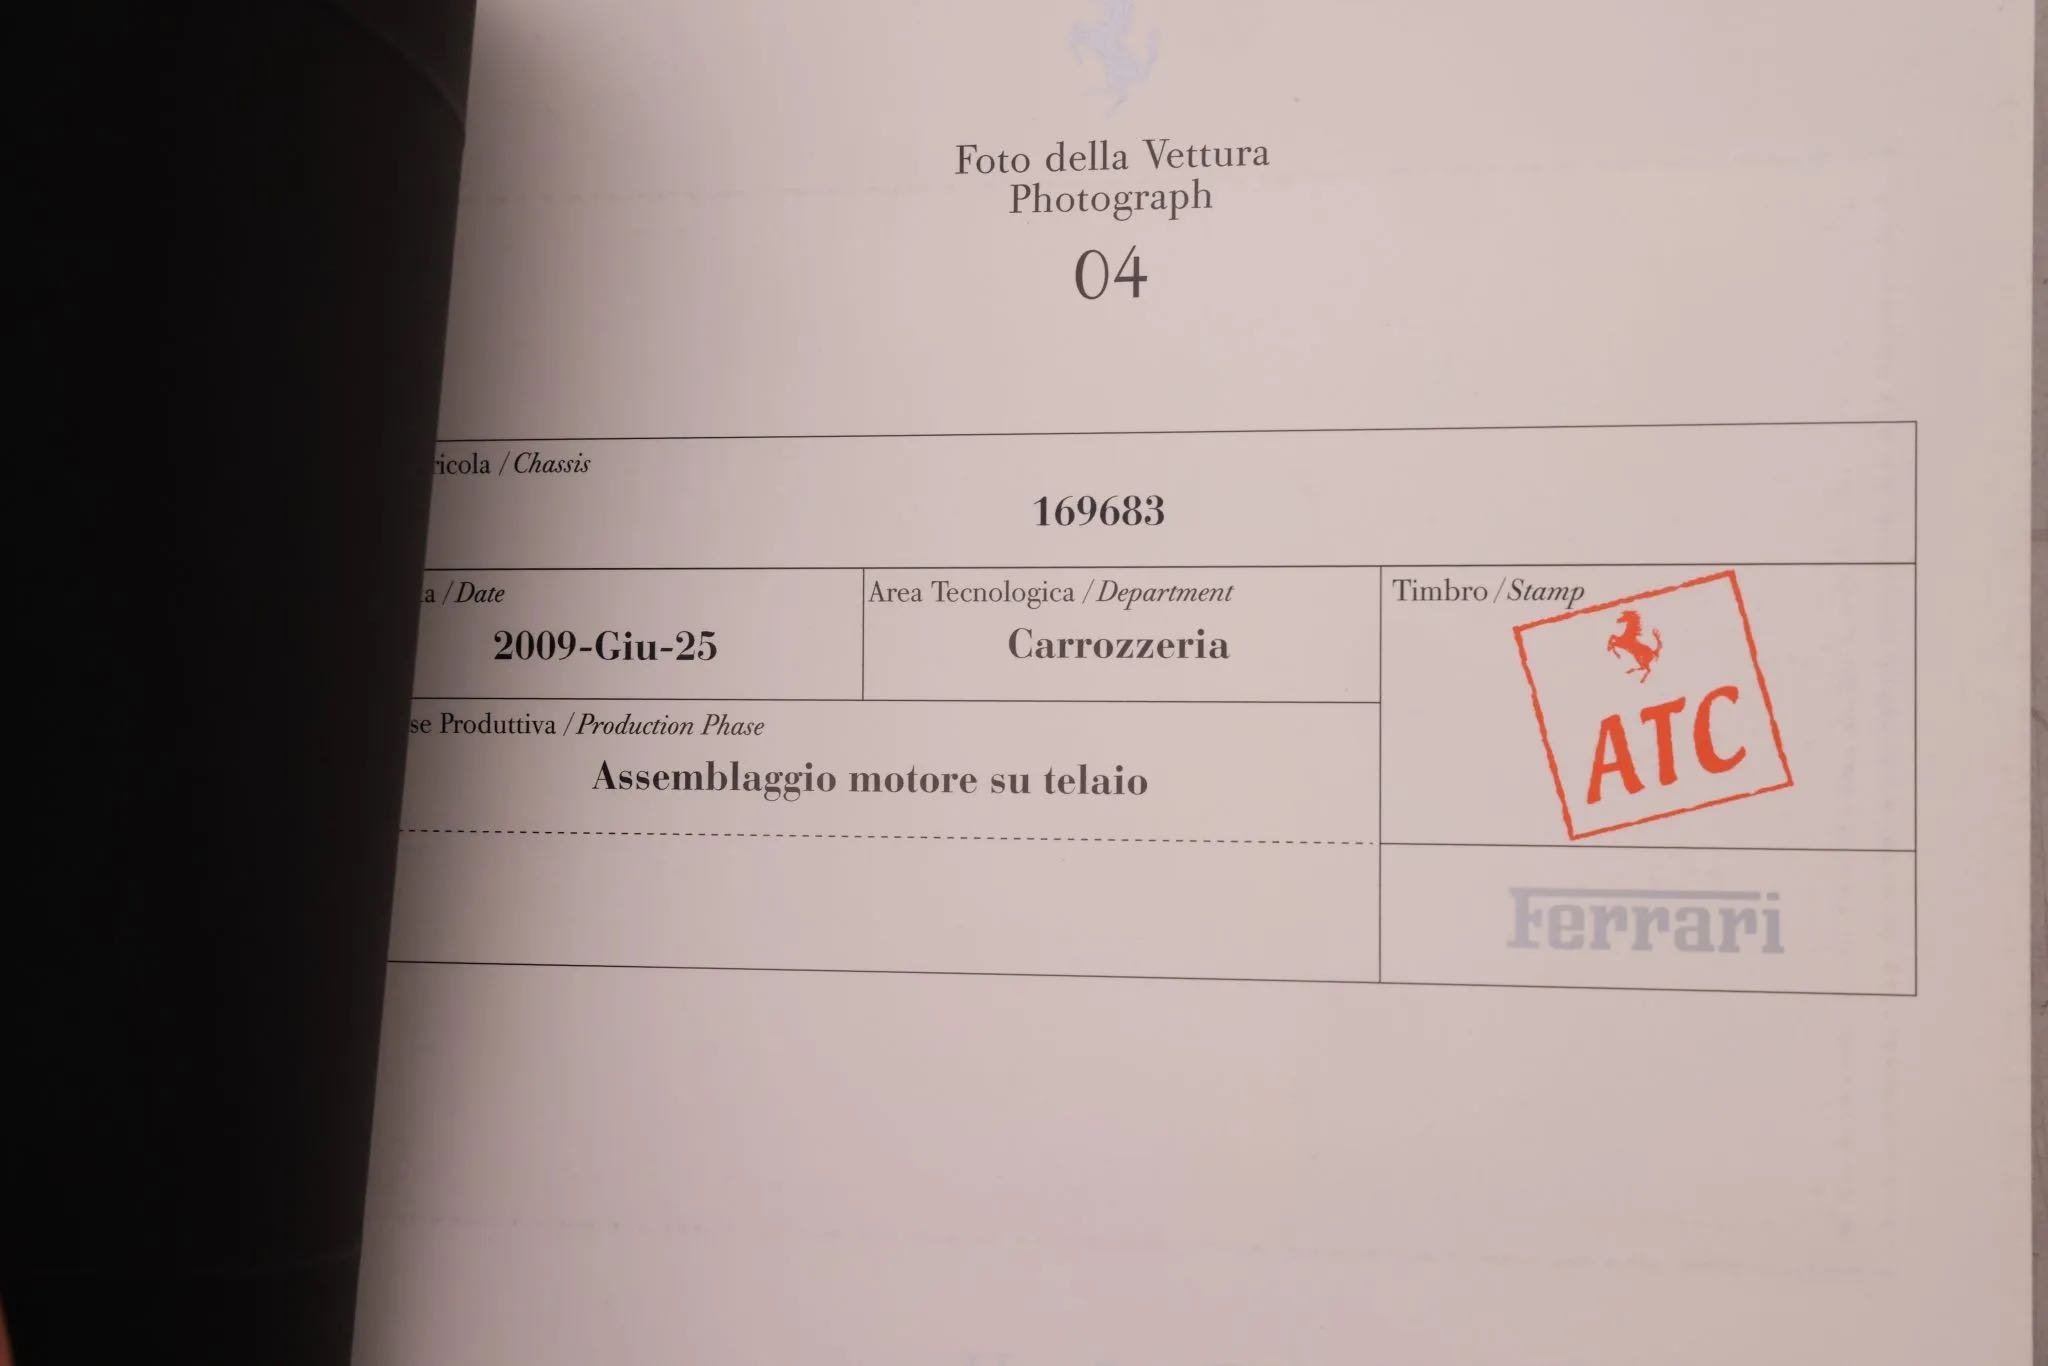 Foto della Vettura
Photograph
04
ricola / Chassis
169683
a / Date
2009-Giu-25
Area Tecnologica / Department
Carrozzeria
Timbro / Stamp
ATC
se Produttiva / Production Phase
Assemblaggio motore su telaio
Ferrari